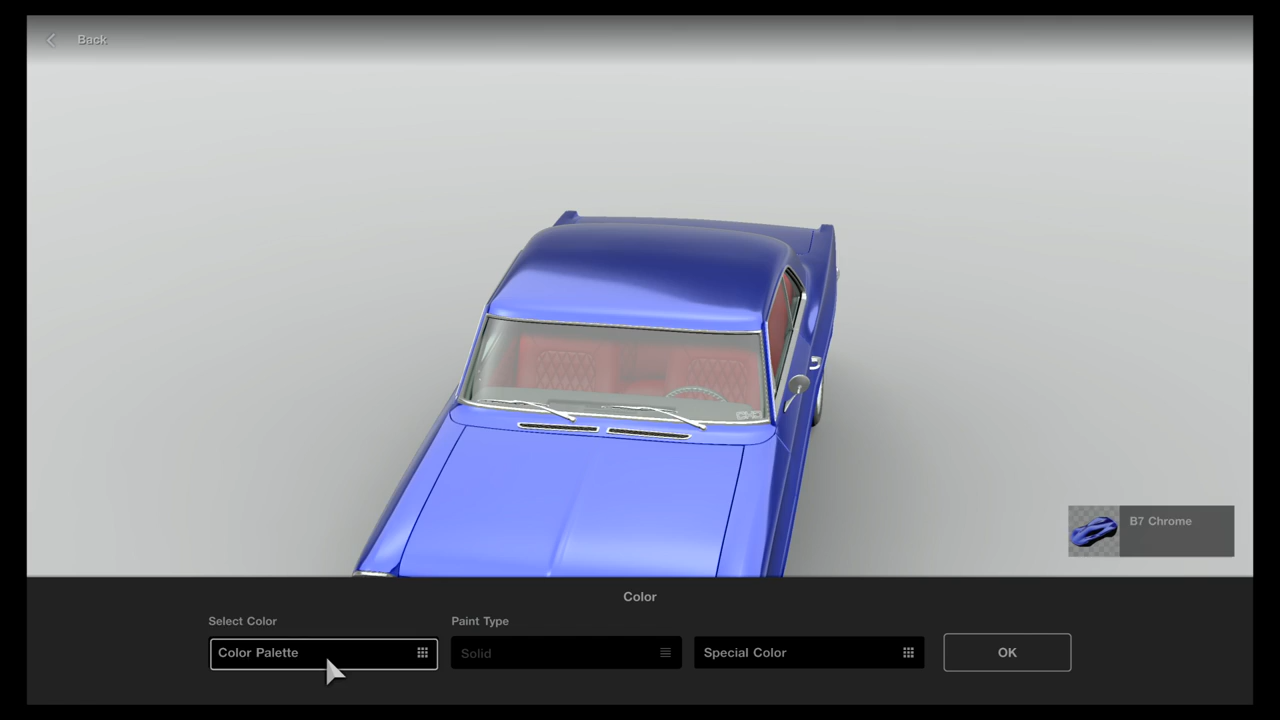 Back
B7 Chrome
Color
Select Color
Paint Type
Color Palette
Solid
Special Color
OK